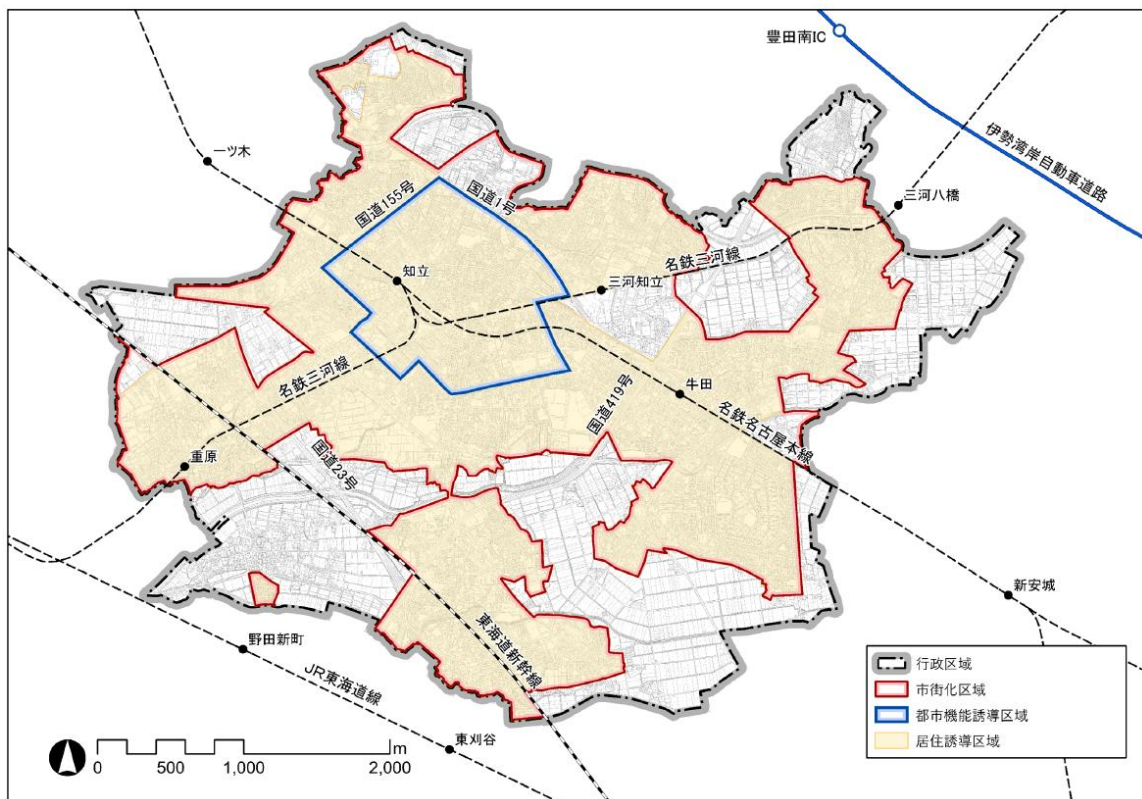 豊田南IC
伊勢湾岸自動車道路
一ツ木
国道155号
国道1号
三河八橋
名鉄三河線
知立
三河知立
名鉄三河線
牛田
国道419号
名鉄名古屋本線
重原
国道23号
新安城
野田新町
東海道新幹線
JR東海道線
東刈谷
行政区域
市街化区域
都市機能誘導区域
居住誘導区域
m
0 500 1,000 2,000